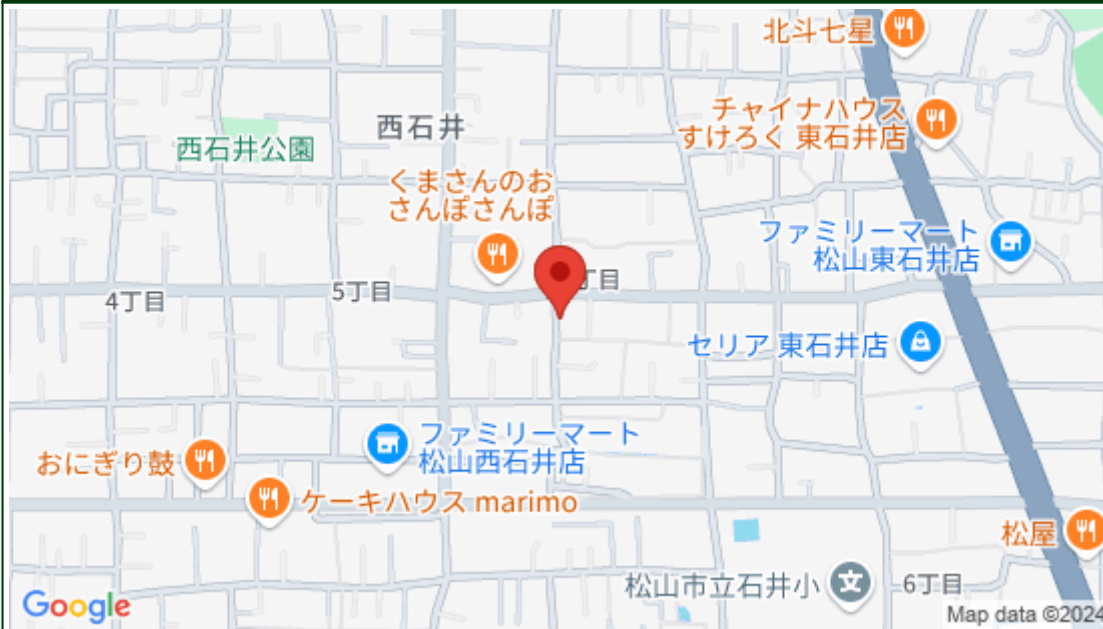 北斗七星
チャイナハウス
すけろく 東石井店
西石井
西石井公園
くまさんのお
さんぽさんぽ
ファミリーマート
松山東石井店
丁目
5丁目
4丁目
セリア 東石井店
ファミリーマート
松山西石井店
おにぎり鼓
ケーキハウス marimo
松屋
松山市立石井小
文
6丁目
Google
Map data ©2024